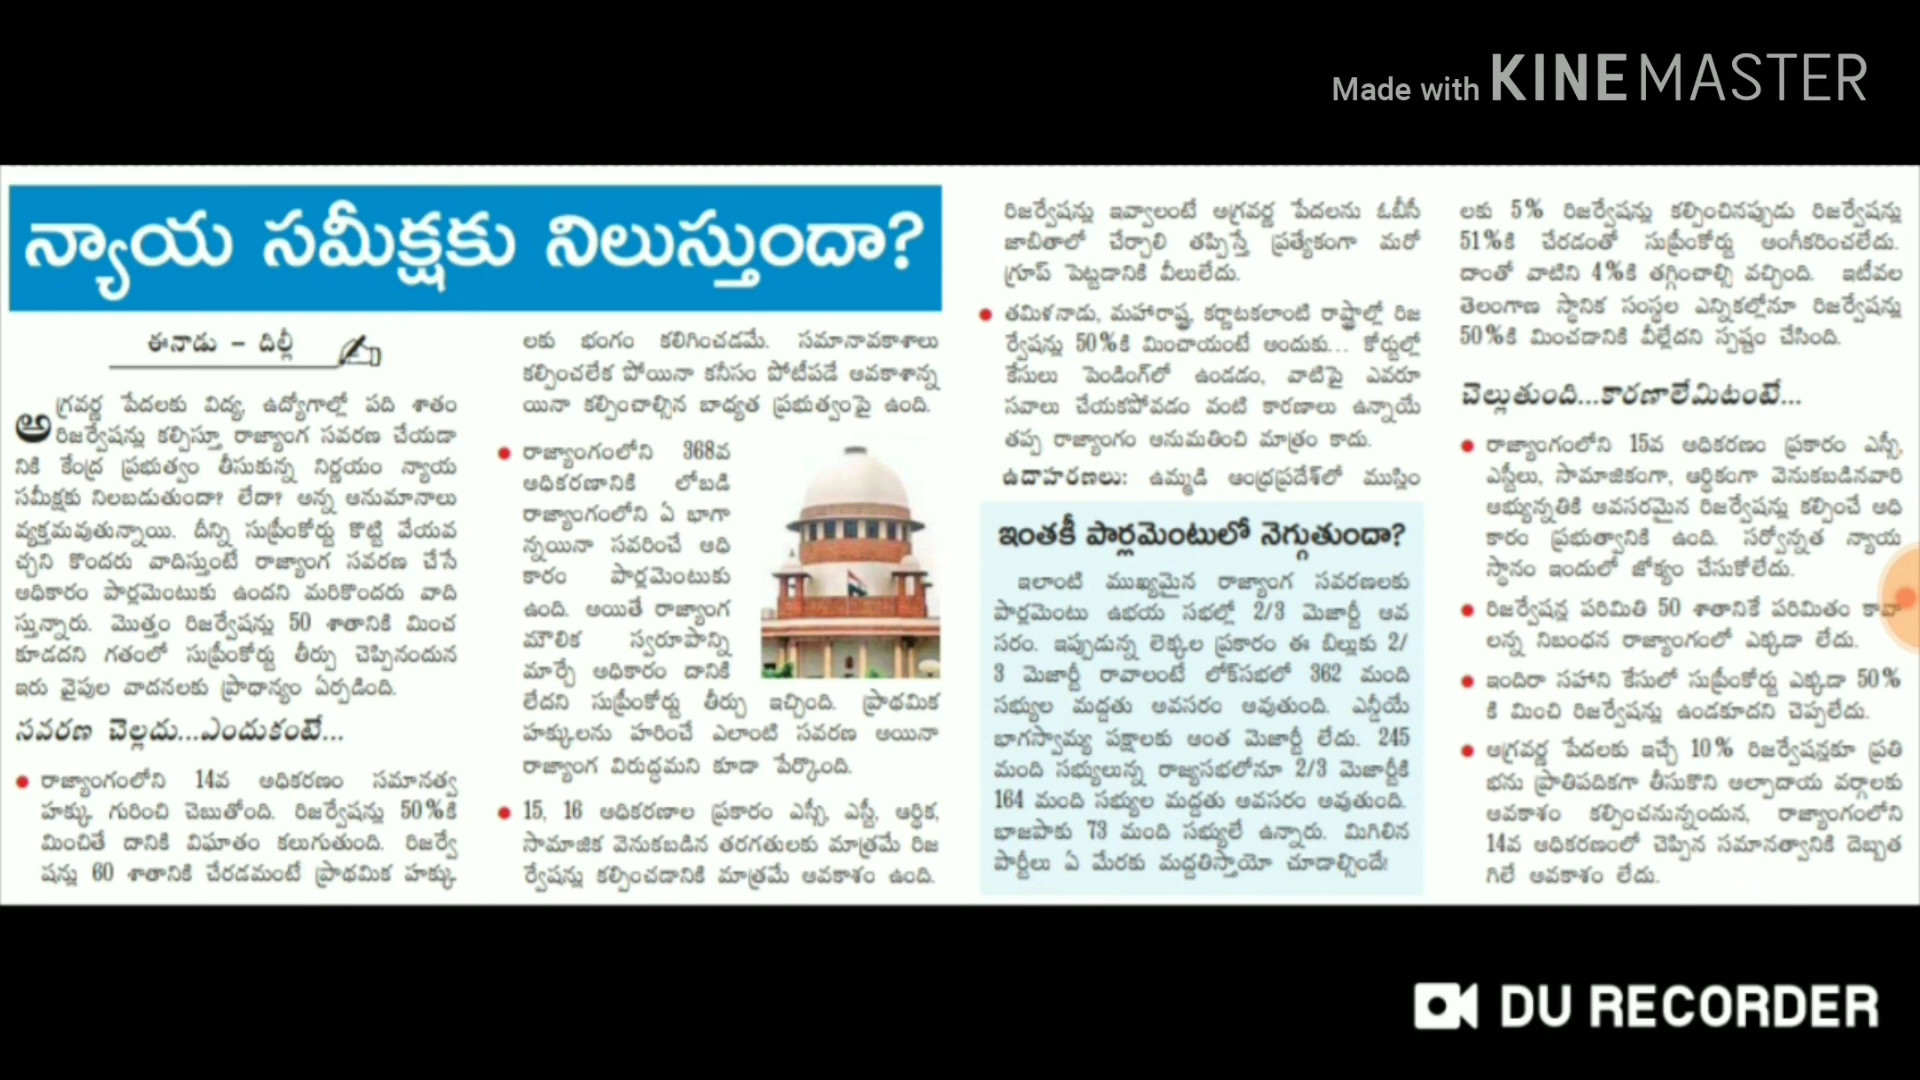 Made with KINEMASTER
న్యాయ సమీక్షకు నిలుస్తుందా?
ఈనాడు - దిల్లీ
అగ్రవర్ణ పేదలకు విద్య, ఉద్యోగాల్లో పది శాతం
రిజర్వేషన్లు కల్పిస్తూ రాజ్యాంగ సవరణ చేయడా
నికి కేంద్ర ప్రభుత్వం తీసుకున్న నిర్ణయం న్యాయ
సమీక్షకు నిలబడుతుందా? లేదా? అన్న అనుమానాలు
వ్యక్తమవుతున్నాయి. దీన్ని సుప్రీంకోర్టు కొట్టి వేయవ
చ్చని కొందరు వాదిస్తుంటే రాజ్యాంగ సవరణ చేసే
అధికారం పార్లమెంటుకు ఉందని మరికొందరు వాది
స్తున్నారు. మొత్తం రిజర్వేషన్లు 50 శాతానికి మించ
కూడదని గతంలో సుప్రీంకోర్టు తీర్పు చెప్పినందున
ఇరు వైపుల వాదనలకు ప్రాధాన్యం ఏర్పడింది.
సవరణ చెల్లదు...ఎందుకంటే...
• రాజ్యాంగంలోని 14వ అధికరణం సమానత్వ
హక్కు గురించి చెబుతోంది. రిజర్వేషన్లు 50%కి
మించితే దానికి విఘాతం కలుగుతుంది. రిజర్వే
షన్లు 60 శాతానికి చేరడమంటే ప్రాథమిక హక్కు
లకు భంగం కలిగించడమే. సమానావకాశాలు
కల్పించలేక పోయినా కనీసం పోటీపడే అవకాశాన్న
యినా కల్పించాల్సిన బాధ్యత ప్రభుత్వంపై ఉంది.
• రాజ్యాంగంలోని 368వ
అధికరణానికి లోబడి
రాజ్యాంగంలోని ఏ భాగా
న్నయినా సవరించే అధి
కారం పార్లమెంటుకు
ఉంది. అయితే రాజ్యాంగ
మౌలిక స్వరూపాన్ని
మార్చే అధికారం దానికి
లేదని సుప్రీంకోర్టు తీర్పు ఇచ్చింది. ప్రాథమిక
హక్కులను హరించే ఎలాంటి సవరణ అయినా
రాజ్యాంగ విరుద్ధమని కూడా పేర్కొంది.
• 15, 16 అధికరణాల ప్రకారం ఎస్సీ, ఎస్టీ, ఆర్థిక,
సామాజిక వెనుకబడిన తరగతులకు మాత్రమే రిజ
ర్వేషన్లు కల్పించడానికి మాత్రమే అవకాశం ఉంది.
రిజర్వేషన్లు ఇవ్వాలంటే అగ్రవర్ణ పేదలను ఓబీసీ
జాబితాలో చేర్చాలి తప్పిస్తే ప్రత్యేకంగా మరో
గ్రూప్ పెట్టడానికి వీలులేదు.
• తమిళనాడు, మహారాష్ట్ర, కర్ణాటకలాంటి రాష్ట్రాల్లో రిజ
ర్వేషన్లు 50%కి మించాయంటే అందుకు... కోర్టుల్లో
కేసులు పెండింగ్‌లో ఉండడం, వాటిపై ఎవరూ
సవాలు చేయకపోవడం వంటి కారణాలు ఉన్నాయే
తప్ప రాజ్యాంగం అనుమతించి మాత్రం కాదు.
ఉదాహరణలు: ఉమ్మడి ఆంధ్రప్రదేశ్‌లో ముస్లిం
ఇంతకీ పార్లమెంటులో నెగ్గుతుందా?
ఇలాంటి ముఖ్యమైన రాజ్యాంగ సవరణలకు
పార్లమెంటు ఉభయ సభల్లో 2/3 మెజార్టీ అవ
సరం. ఇప్పుడున్న లెక్కల ప్రకారం ఈ బిల్లుకు 2/
3 మెజార్టీ రావాలంటే లోక్‌సభలో 362 మంది
సభ్యుల మద్దతు అవసరం అవుతుంది. ఎన్డీయే
భాగస్వామ్య పక్షాలకు అంత మెజార్టీ లేదు. 245
మంది సభ్యులున్న రాజ్యసభలోనూ 2/3 మెజార్టీకి
164 మంది సభ్యుల మద్దతు అవసరం అవుతుంది.
భాజపాకు 73 మంది సభ్యులే ఉన్నారు. మిగిలిన
పార్టీలు ఏ మేరకు మద్దతిస్తాయో చూడాల్సిందే!
లకు 5% రిజర్వేషన్లు కల్పించినప్పుడు రిజర్వేషన్లు
51%కి చేరడంతో సుప్రీంకోర్టు అంగీకరించలేదు.
దాంతో వాటిని 4%కి తగ్గించాల్సి వచ్చింది. ఇటీవల
తెలంగాణ స్థానిక సంస్థల ఎన్నికల్లోనూ రిజర్వేషన్లు
50%కి మించడానికి వీల్లేదని స్పష్టం చేసింది.
చెల్లుతుంది...కారణాలేమిటంటే...
• రాజ్యాంగంలోని 15వ అధికరణం ప్రకారం ఎస్సీ,
ఎస్టీలు, సామాజికంగా, ఆర్థికంగా వెనుకబడినవారి
అభ్యున్నతికి అవసరమైన రిజర్వేషన్లు కల్పించే అధి
కారం ప్రభుత్వానికి ఉంది. సర్వోన్నత న్యాయ
స్థానం ఇందులో జోక్యం చేసుకోలేదు.
• రిజర్వేషన్ల పరిమితి 50 శాతానికే పరిమితం కావా
లన్న నిబంధన రాజ్యాంగంలో ఎక్కడా లేదు.
• ఇందిరా సహాని కేసులో సుప్రీంకోర్టు ఎక్కడా 50%
కి మించి రిజర్వేషన్లు ఉండకూదని చెప్పలేదు.
• అగ్రవర్ణ పేదలకు ఇచ్చే 10% రిజర్వేషన్లకూ ప్రతి
భను ప్రాతిపదికగా తీసుకొని అల్పాదాయ వర్గాలకు
అవకాశం కల్పించనున్నందున, రాజ్యాంగంలోని
14వ అధికరణంలో చెప్పిన సమానత్వానికి దెబ్బత
గిలే అవకాశం లేదు.
DU RECORDER